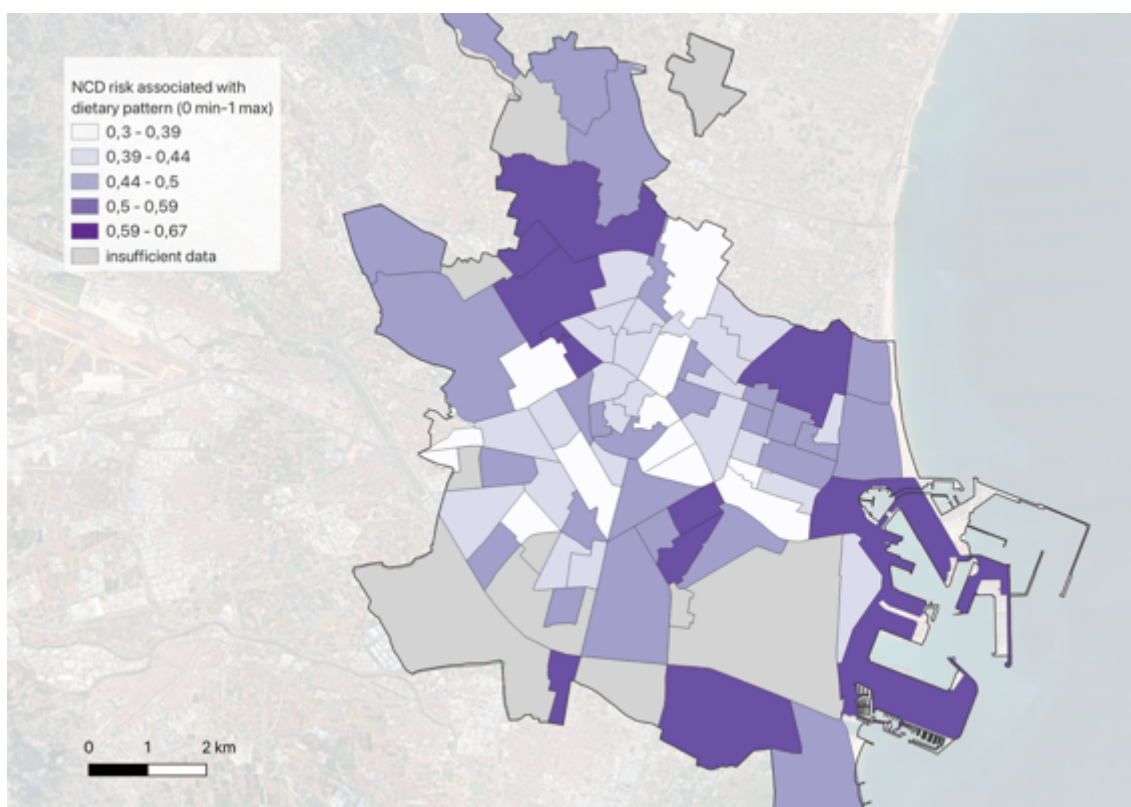 NCD risk associated with
dietary pattern (0 min-1 max)
0,3 - 0,39
0,39 - 0,44
0,44 - 0,5
0,5 - 0,59
0,59 - 0,67
insufficient data
0 1 2 km